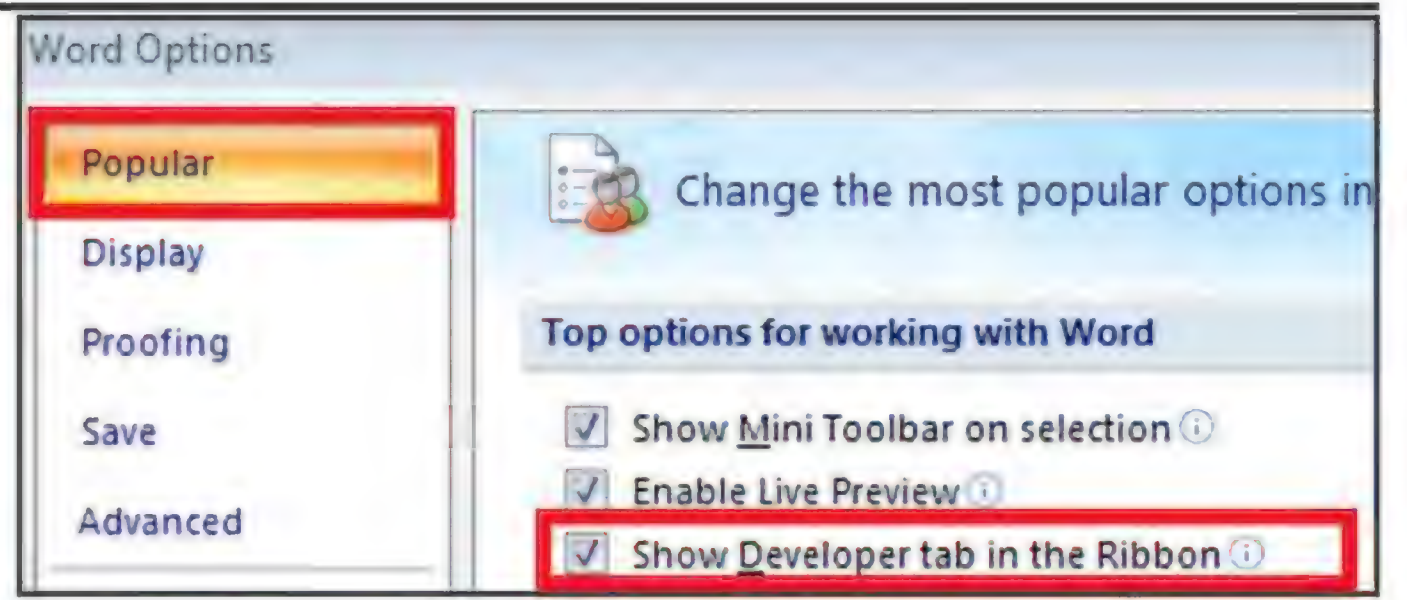 Word Options
Popular
Display
Proofing
Save
Advanced
Change the most popular options in
Top options for working with Word
Show Mini Toolbar on selection
Enable Live Preview
Show Developer tab in the Ribbon